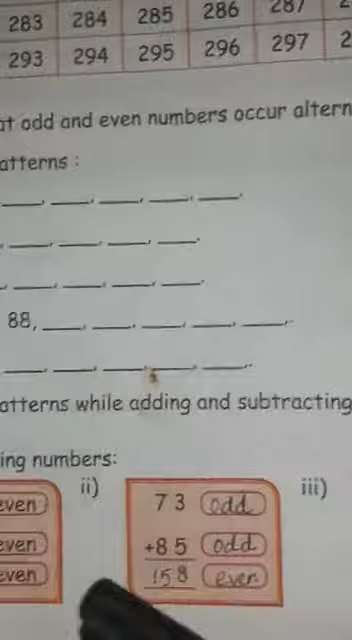 283 284 285 286 287
293 294 295 296 297 2
at odd and even numbers occur altern
atterns :
88,
atterns while adding and subtracting
ing numbers:
ii) iii)
even 73 odd
even +85 odd
even 158 even